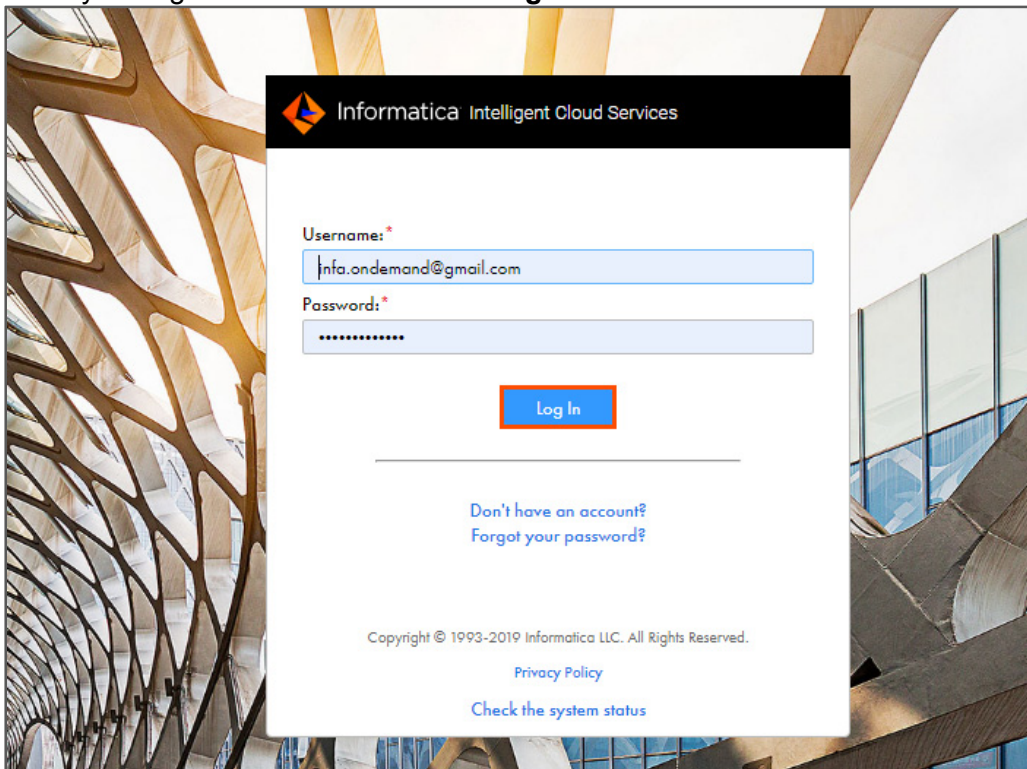 Informatica Intelligent Cloud Services
Username:*
infa.ondemand@gmail.com
Password:*
•••••••••••••
Log In
Don't have an account?
Forgot your password?
Copyright © 1993-2019 Informatica LLC. All Rights Reserved.
Privacy Policy
Check the system status